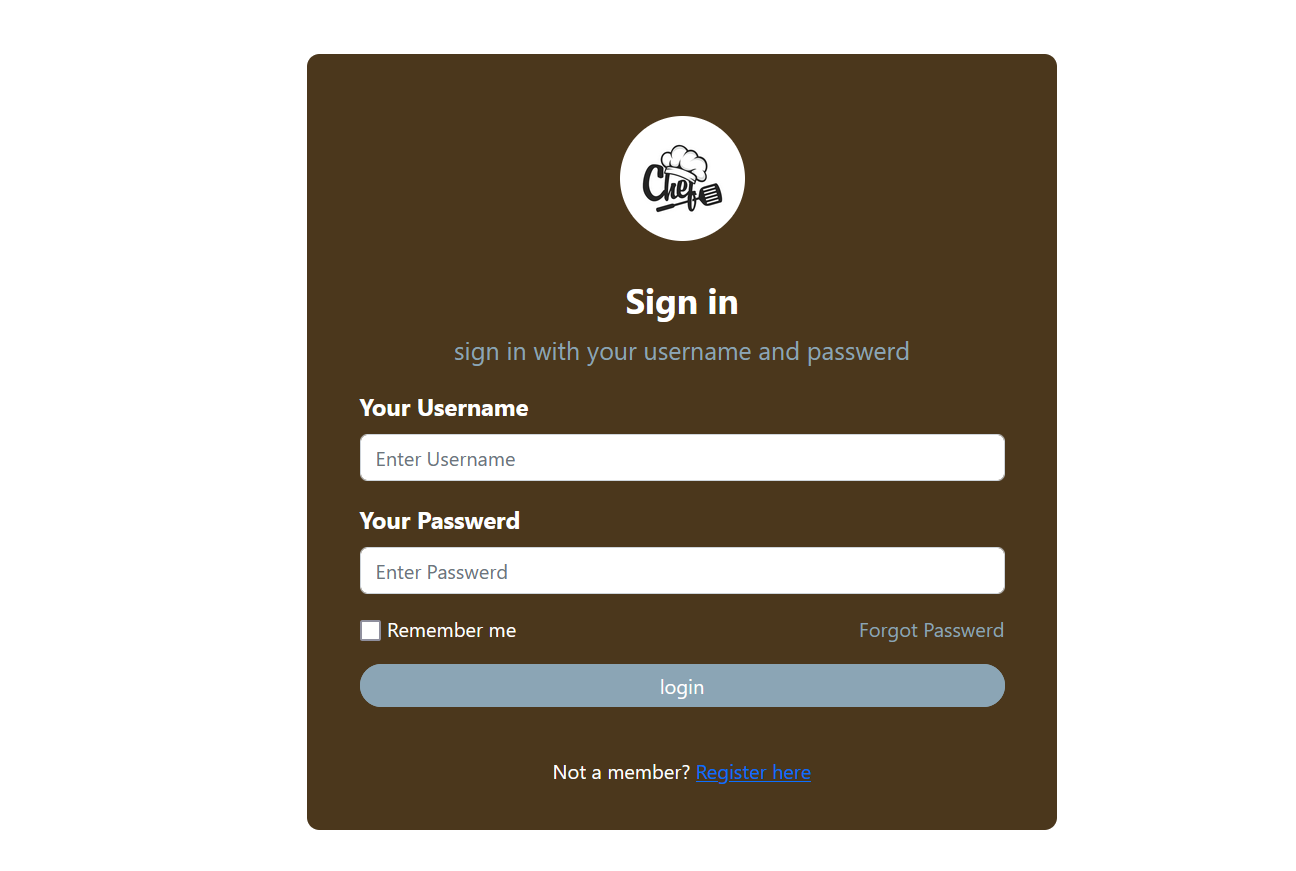 Chef
Sign in
sign in with your username and passwerd
Your Username
Enter Username
Your Passwerd
Enter Passwerd
Remember me
Forgot Passwerd
login
Not a member? Register here